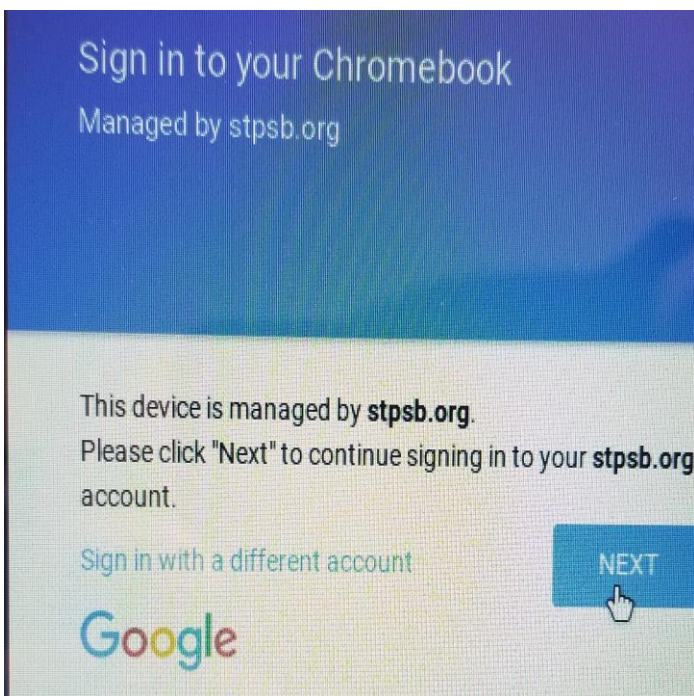 Sign in to your Chromebook
Managed by stpsb.org
This device is managed by stpsb.org.
Please click "Next" to continue signing in to your stpsb.org
account.
Sign in with a different account
NEXT
Google